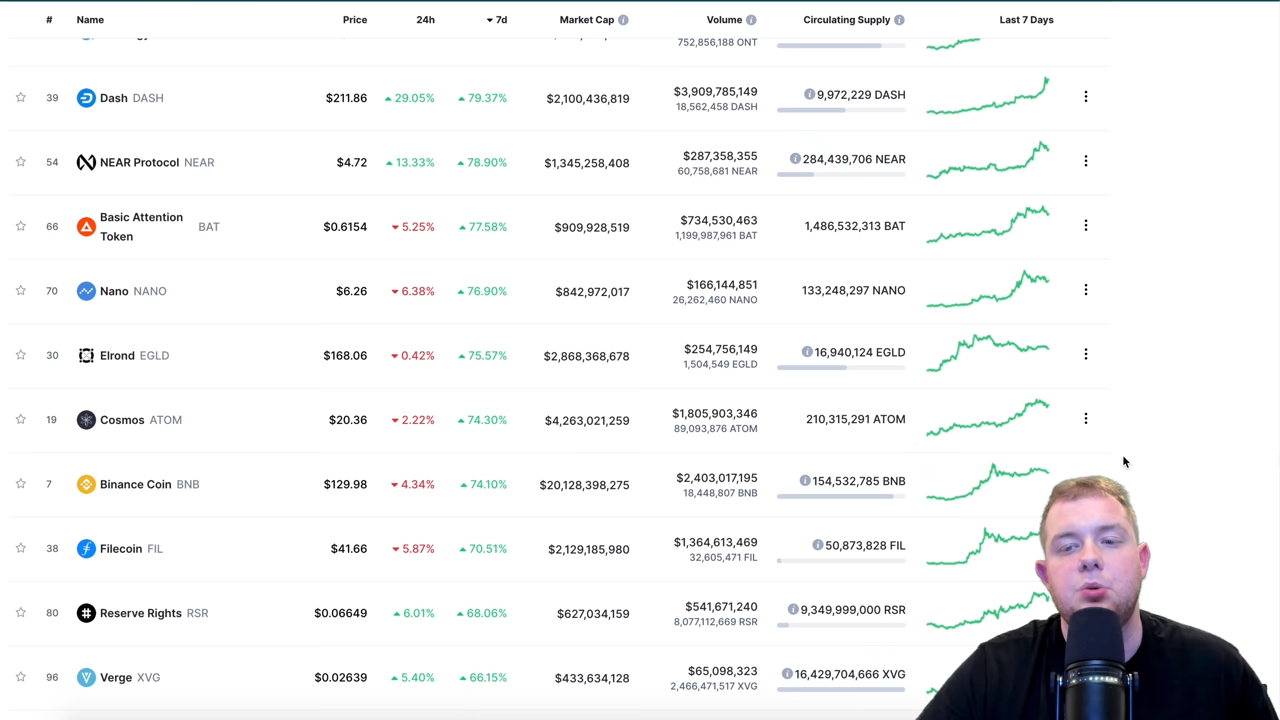 # Name Price 24h 7d Market Cap Volume Circulating Supply Last 7 Days
752,856,188 ONT
39 Dash DASH $211.86 29.05% 79.37% $2,100,436,819 $3,909,785,149 9,972,229 DASH
18,562,458 DASH
54 NEAR Protocol NEAR $4.72 13.33% 78.90% $1,345,258,408 $287,358,355 284,439,706 NEAR
60,758,681 NEAR
66 Basic Attention Token BAT $0.6154 5.25% 77.58% $909,928,519 $734,530,463 1,486,532,313 BAT
1,199,987,961 BAT
70 Nano NANO $6.26 6.38% 76.90% $842,972,017 $166,144,851 133,248,297 NANO
26,262,460 NANO
30 Elrond EGLD $168.06 0.42% 75.57% $2,868,368,678 $254,756,149 16,940,124 EGLD
1,504,549 EGLD
19 Cosmos ATOM $20.36 2.22% 74.30% $4,263,021,259 $1,805,903,346 210,315,291 ATOM
89,093,876 ATOM
7 Binance Coin BNB $129.98 4.34% 74.10% $20,128,398,275 $2,403,017,195 154,532,785 BNB
18,448,807 BNB
38 Filecoin FIL $41.66 5.87% 70.51% $2,129,185,980 $1,364,613,469 50,873,828 FIL
32,605,471 FIL
80 Reserve Rights RSR $0.06649 6.01% 68.06% $627,034,159 $541,671,240 9,349,999,000 RSR
8,077,112,669 RSR
96 Verge XVG $0.02639 5.40% 66.15% $433,634,128 $65,098,323 16,429,704,666 XVG
2,466,471,517 XVG